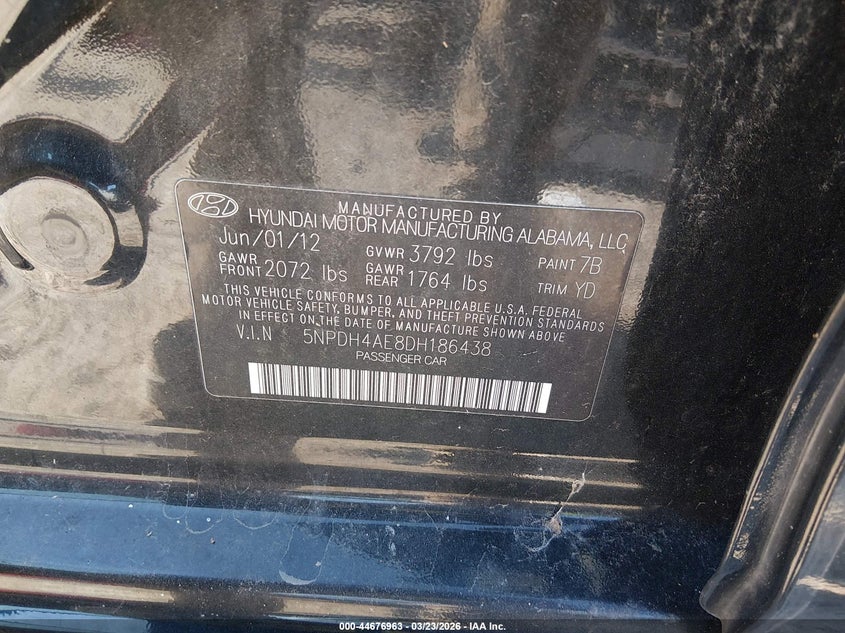 MANUFACTURED BY
HYUNDAI MOTOR MANUFACTURING ALABAMA, LLC
Jun/01/12 GVWR 3792 lbs PAINT 7B
GAWR FRONT 2072 lbs GAWR REAR 1764 lbs TRIM YD
THIS VEHICLE CONFORMS TO ALL APPLICABLE U.S.A. FEDERAL
MOTOR VEHICLE SAFETY, BUMPER, AND THEFT PREVENTION STANDARDS
IN EFFECT ON THE DATE OF MANUFACTURE SHOWN ABOVE
V.I.N 5NPDH4AE8DH186438
PASSENGER CAR
000-44676963 - 03/23/2026 - IAA Inc.